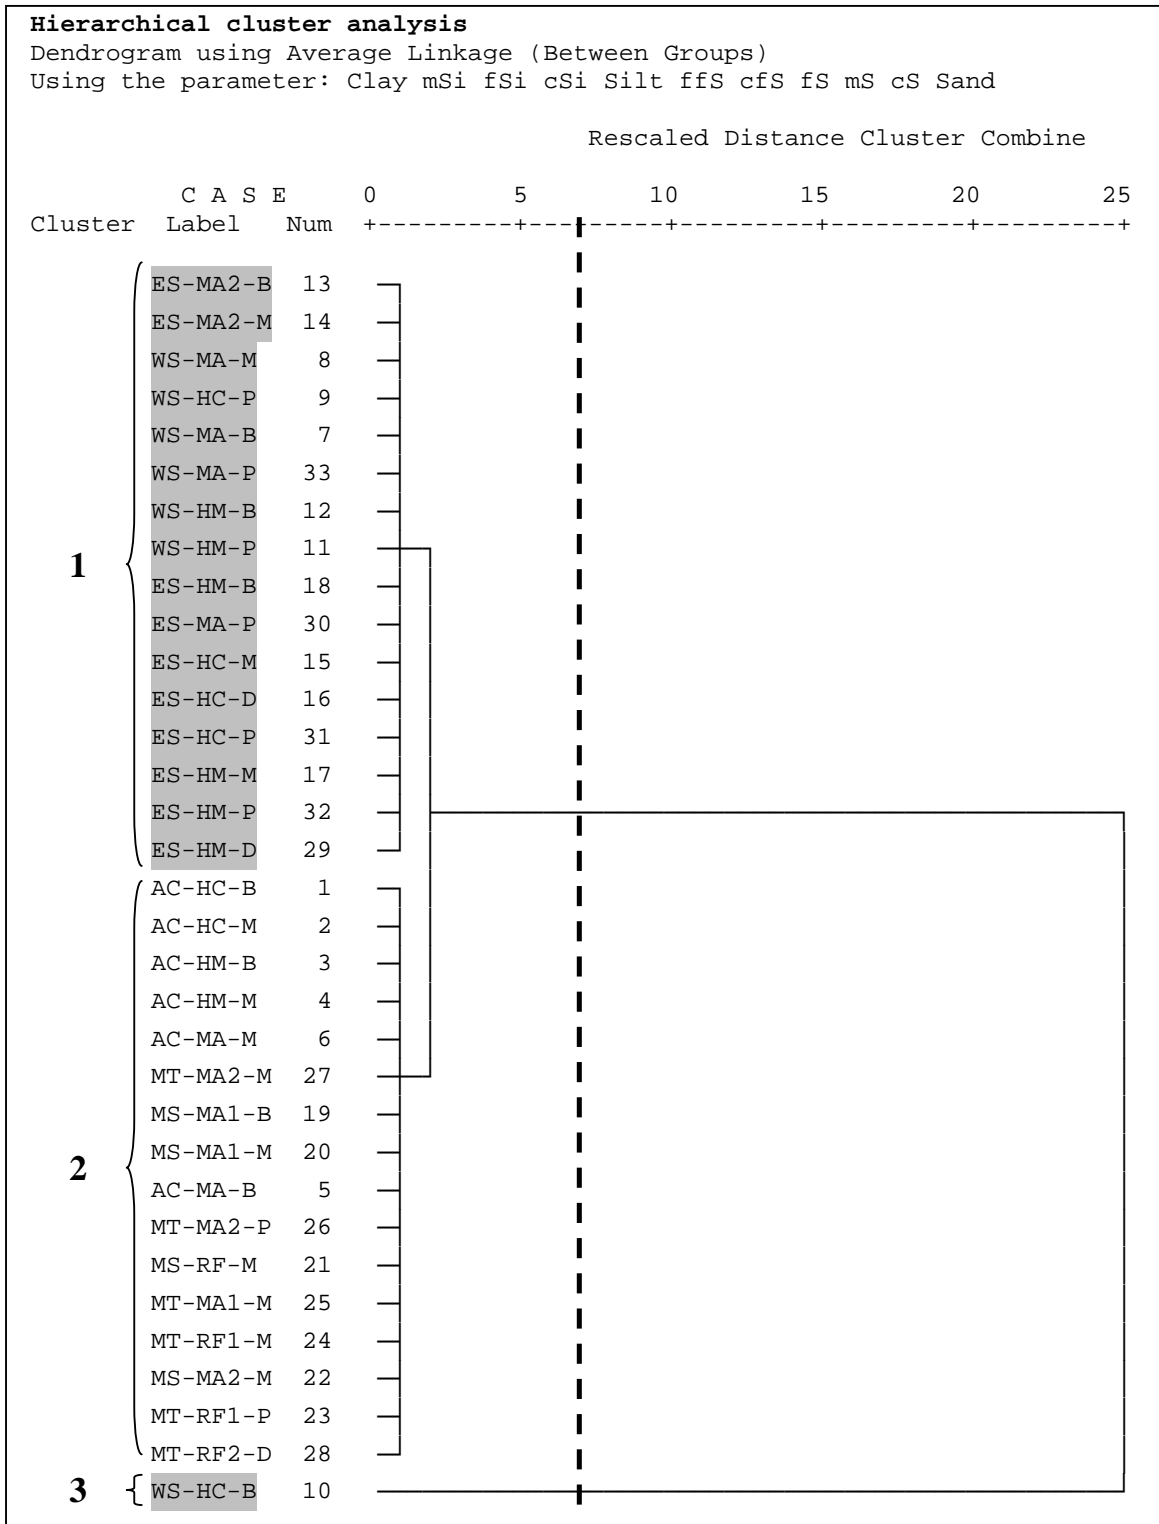 Hierarchical cluster analysis
Dendrogram using Average Linkage (Between Groups)
Using the parameter: Clay mSi fSi cSi Silt ffS cfS fS mS cS Sand
Rescaled Distance Cluster Combine
C A S E 0 5 10 15 20 25
Cluster Label Num +---------+---------+---------+---------+---------+
ES-MA2-B 13
ES-MA2-M 14
WS-MA-M 8
WS-HC-P 9
WS-MA-B 7
WS-MA-P 33
WS-HM-B 12
WS-HM-P 11
1
ES-HM-B 18
ES-MA-P 30
ES-HC-M 15
ES-HC-D 16
ES-HC-P 31
ES-HM-M 17
ES-HM-P 32
ES-HM-D 29
AC-HC-B 1
AC-HC-M 2
AC-HM-B 3
AC-HM-M 4
AC-MA-M 6
MT-MA2-M 27
MS-MA1-B 19
MS-MA1-M 20
2
AC-MA-B 5
MT-MA2-P 26
MS-RF-M 21
MT-MA1-M 25
MT-RF1-M 24
MS-MA2-M 22
MT-RF1-P 23
MT-RF2-D 28
3 WS-HC-B 10